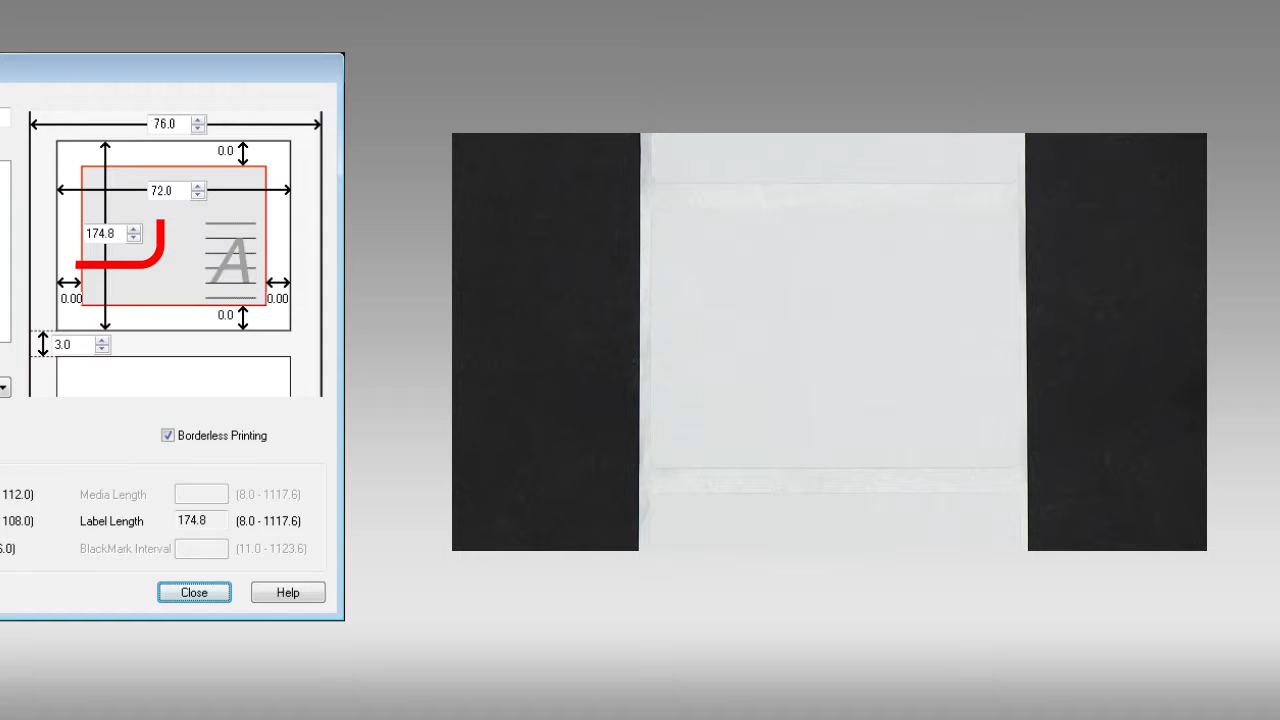 76.0
0.0
72.0
174.8
A
0.00
0.00
0.0
3.0
Borderless Printing
112.0) Media Length (8.0 - 1117.6)
108.0) Label Length 174.8 (8.0 - 1117.6)
5.0) BlackMark Interval (11.0 - 1123.6)
Close Help